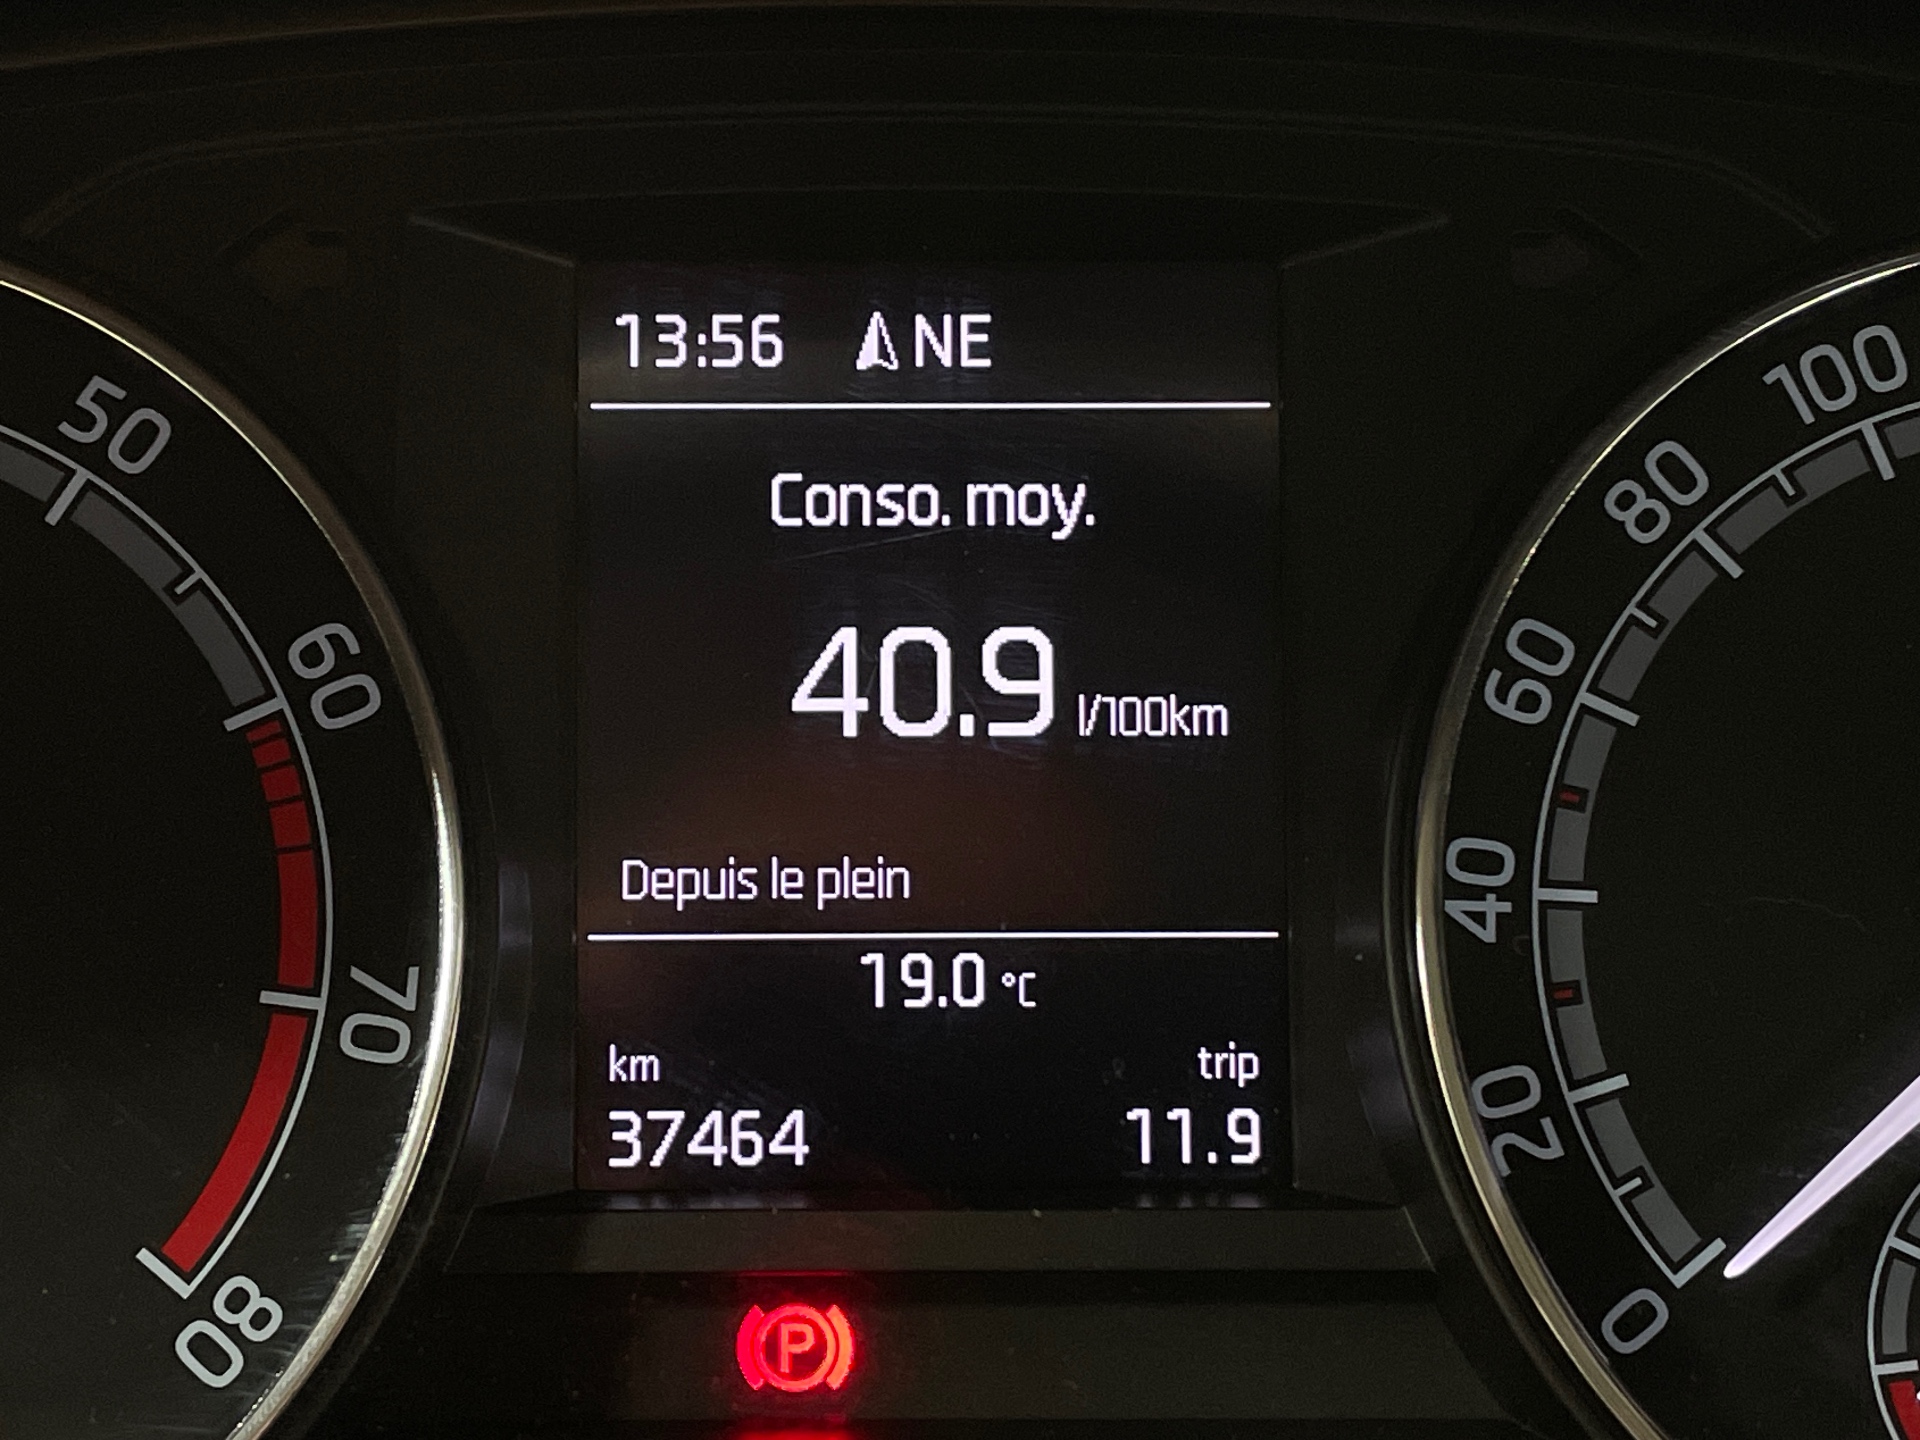 13:56 NE
Conso. moy.
40.9 l/100km
Depuis le plein
19.0 °C
km trip
37464 11.9
50
60
70
80
100
80
60
40
20
0
P